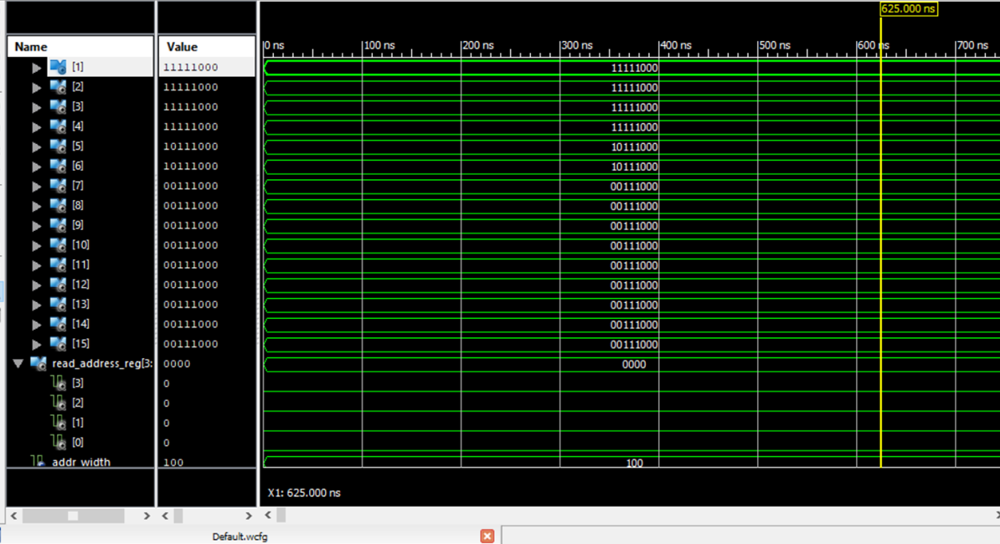 625.000 ns
Name Value 0 ns 100 ns 200 ns 300 ns 400 ns 500 ns 600 ns 700 ns
[1] 11111000 11111000
[2] 11111000 11111000
[3] 11111000 11111000
[4] 11111000 11111000
[5] 10111000 10111000
[6] 10111000 10111000
[7] 00111000 00111000
[8] 00111000 00111000
[9] 00111000 00111000
[10] 00111000 00111000
[11] 00111000 00111000
[12] 00111000 00111000
[13] 00111000 00111000
[14] 00111000 00111000
[15] 00111000 00111000
read_address_reg[3: 0000 0000
[3] 0
[2] 0
[1] 0
[0] 0
addr_width 100 100
X1: 625.000 ns
Default.wcfg